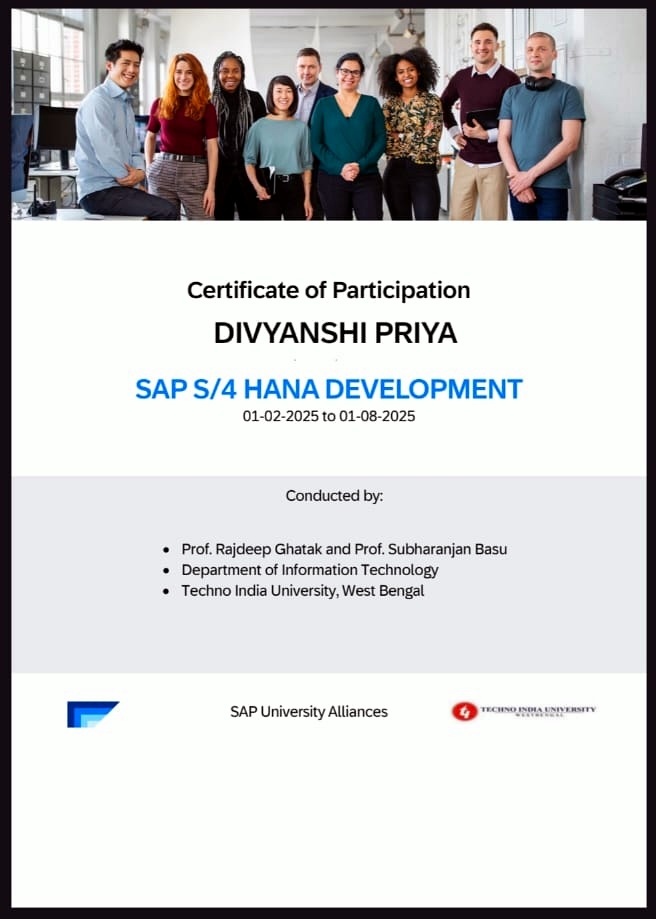 Certificate of Participation
DIVYANSHI PRIYA
SAP S/4 HANA DEVELOPMENT
01-02-2025 to 01-08-2025
Conducted by:
• Prof. Rajdeep Ghatak and Prof. Subharanjan Basu
• Department of Information Technology
• Techno India University, West Bengal
SAP University Alliances
TECHNO INDIA UNIVERSITY
WESTBENGAL